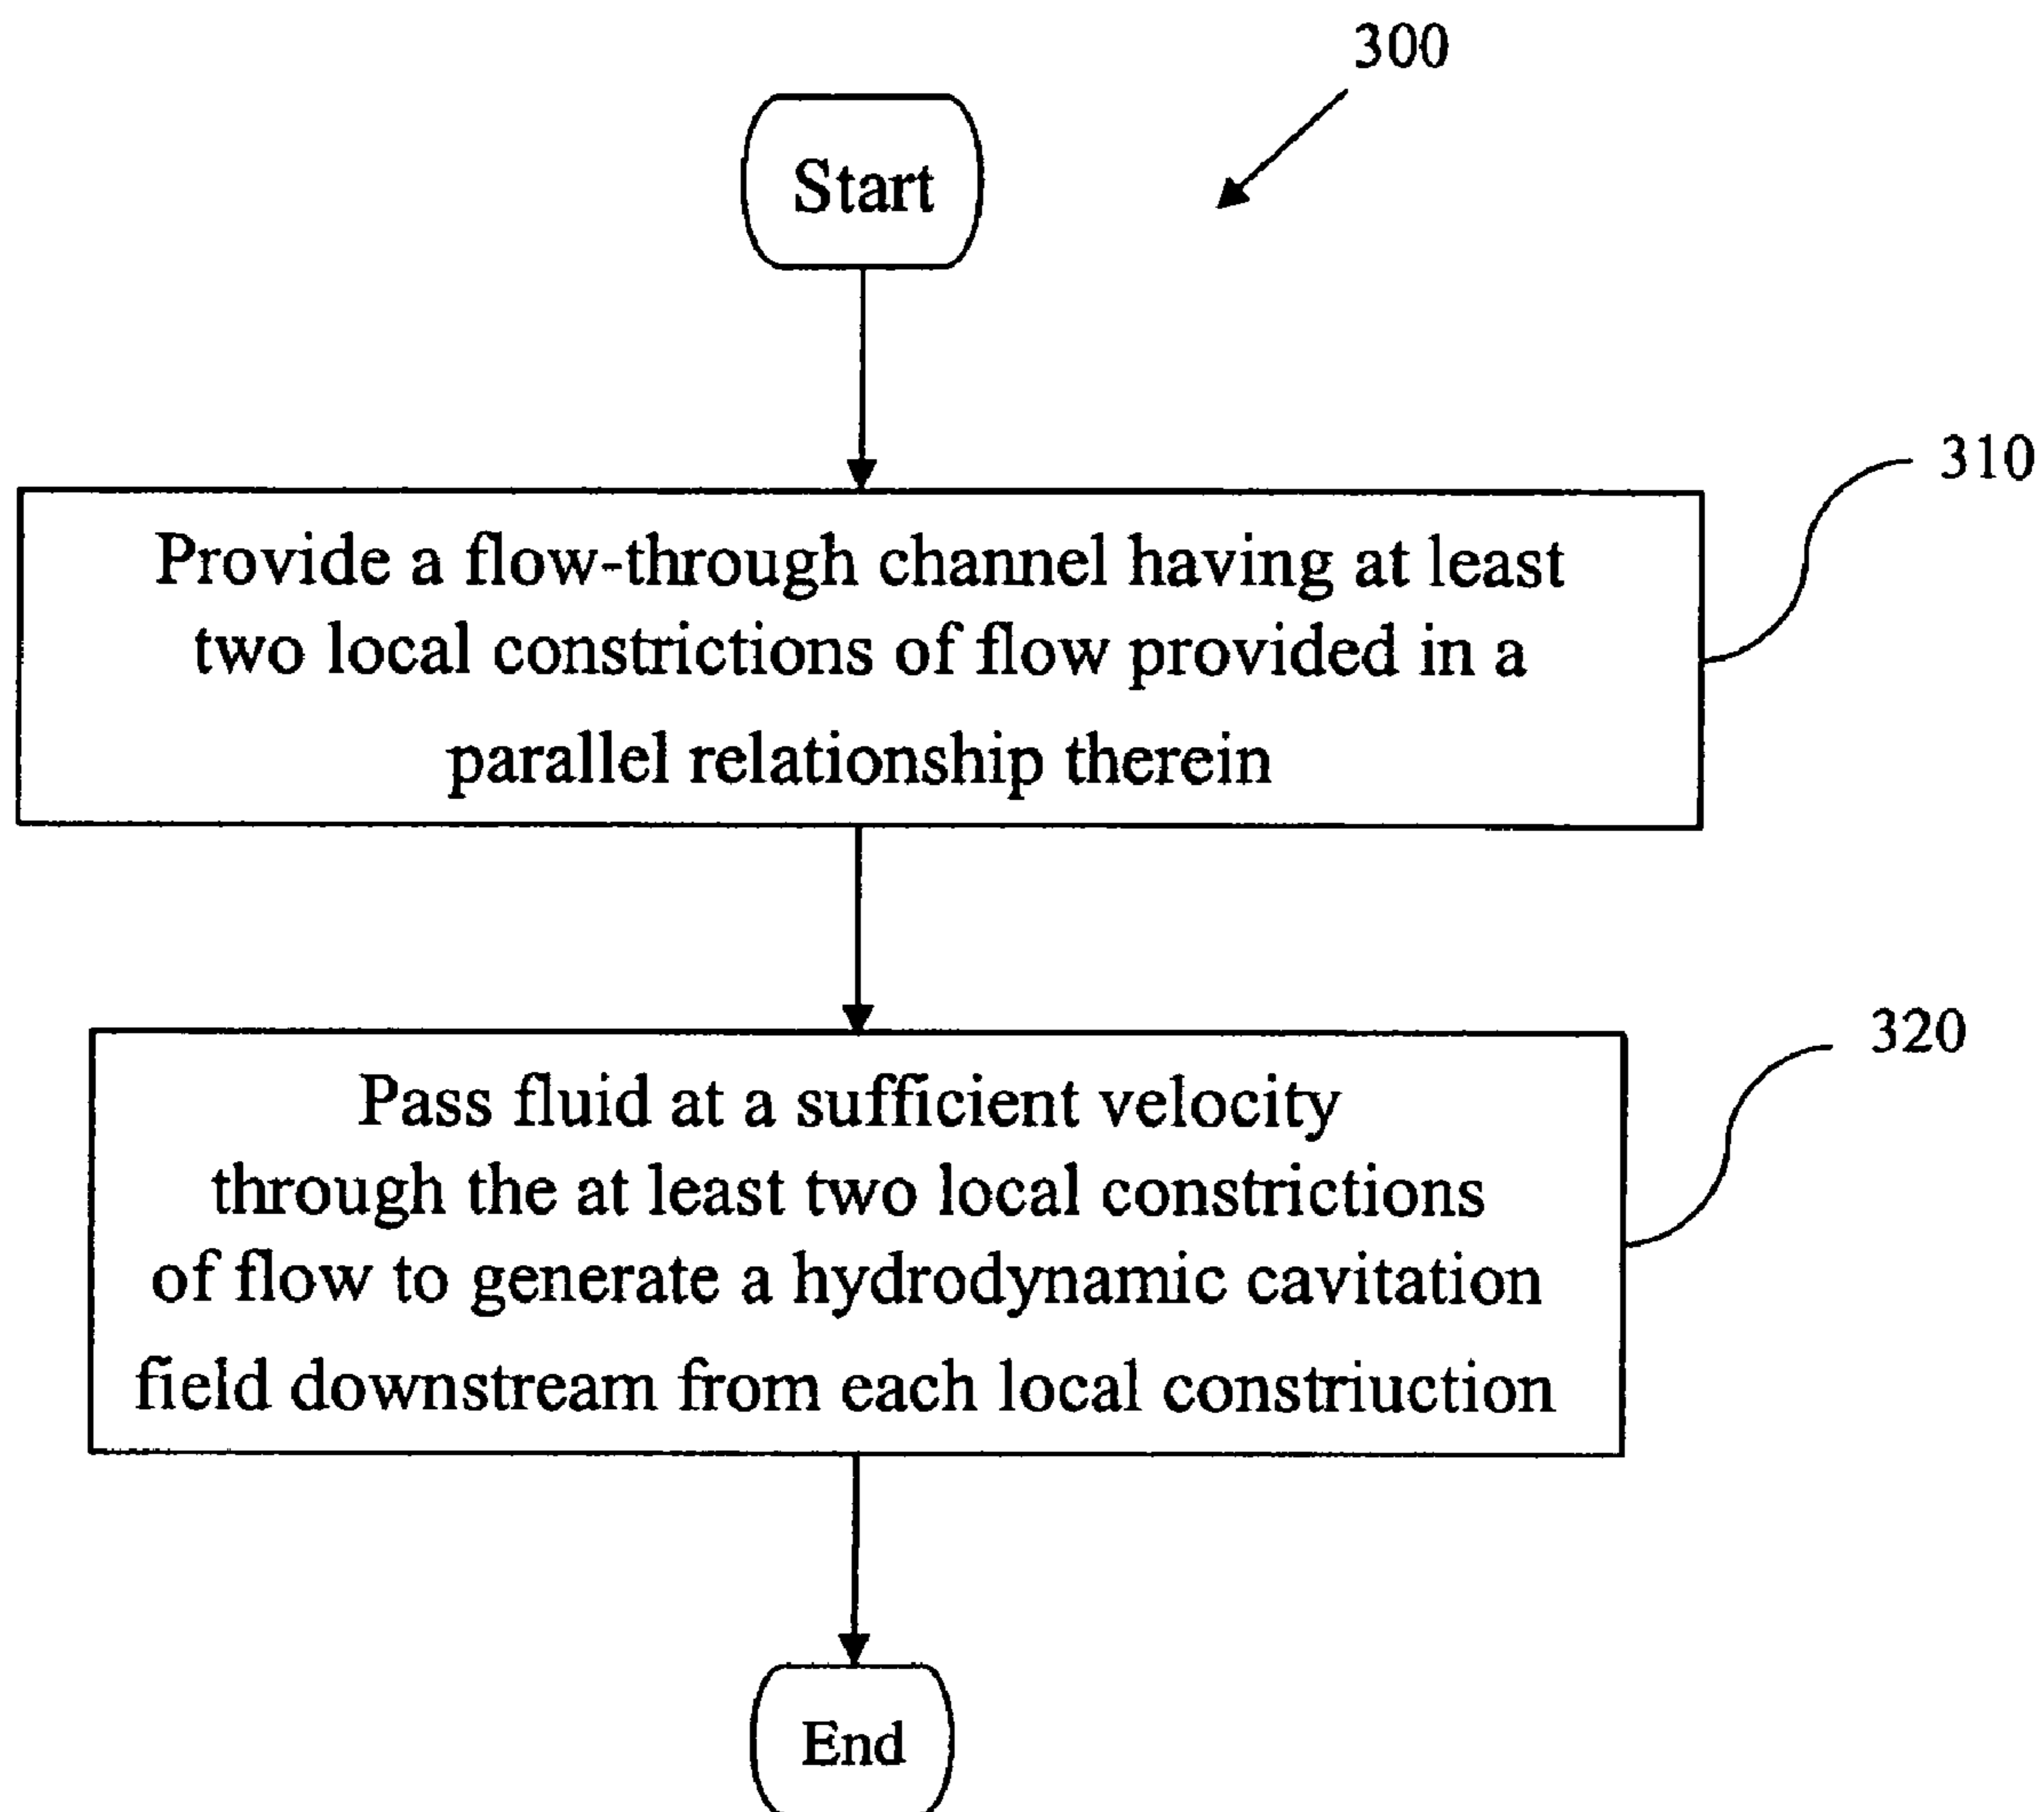 300
Start
310
Provide a flow-through channel having at least
two local constrictions of flow provided in a
parallel relationship therein
320
Pass fluid at a sufficient velocity
through the at least two local constrictions
of flow to generate a hydrodynamic cavitation
field downstream from each local constriuction
End